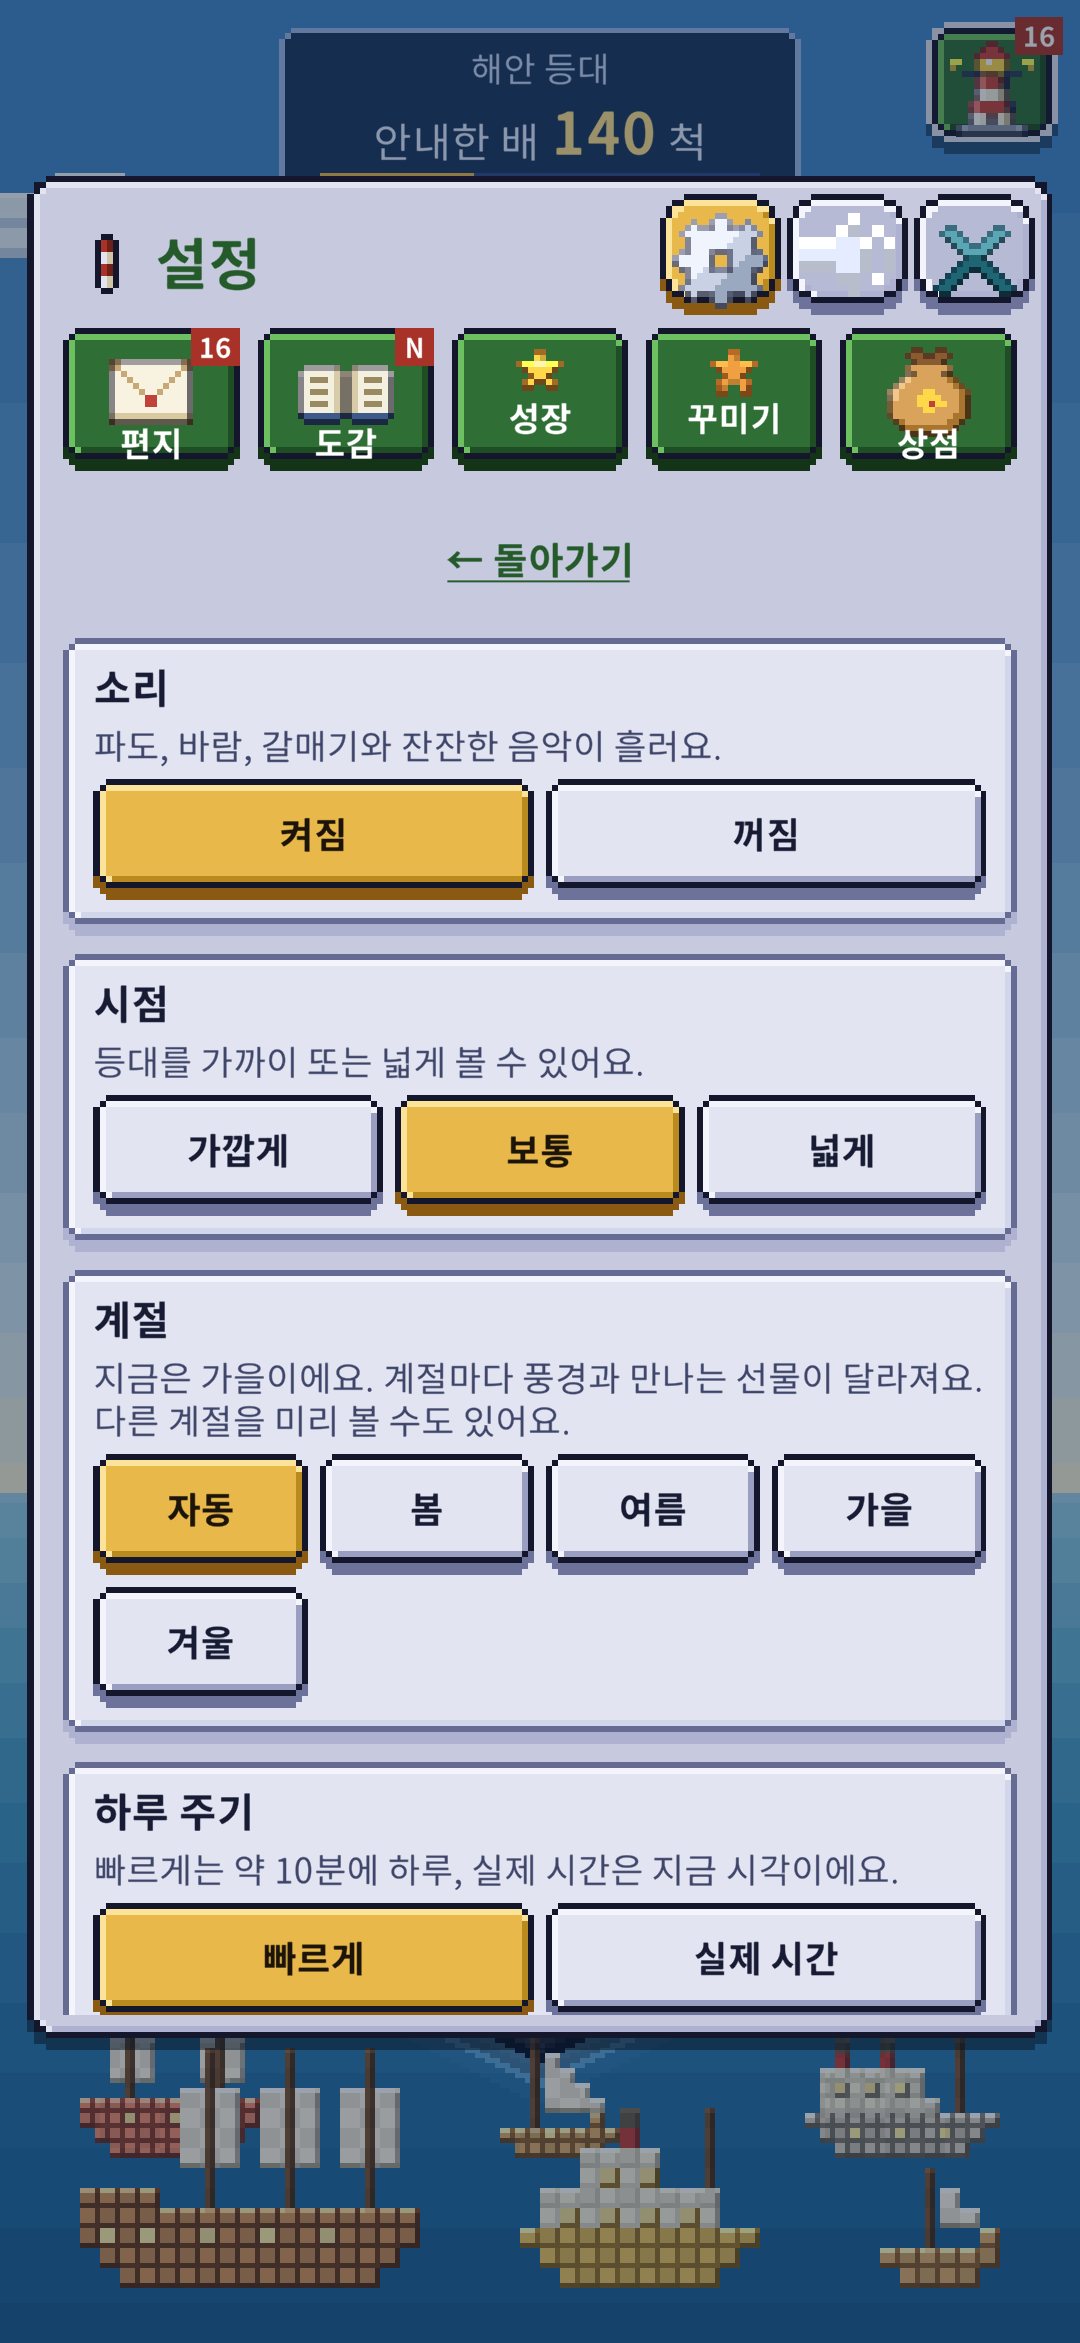 해안 등대
16
안내한 배 140 척
설정
16
N
편지
도감
성장
꾸미기
상점
← 돌아가기
소리
파도, 바람, 갈매기와 잔잔한 음악이 흘러요.
켜짐
꺼짐
시점
등대를 가까이 또는 넓게 볼 수 있어요.
가깝게
보통
넓게
계절
지금은 가을이에요. 계절마다 풍경과 만나는 선물이 달라져요.
다른 계절을 미리 볼 수도 있어요.
자동
봄
여름
가을
겨울
하루 주기
빠르게는 약 10분에 하루, 실제 시간은 지금 시각이에요.
빠르게
실제 시간